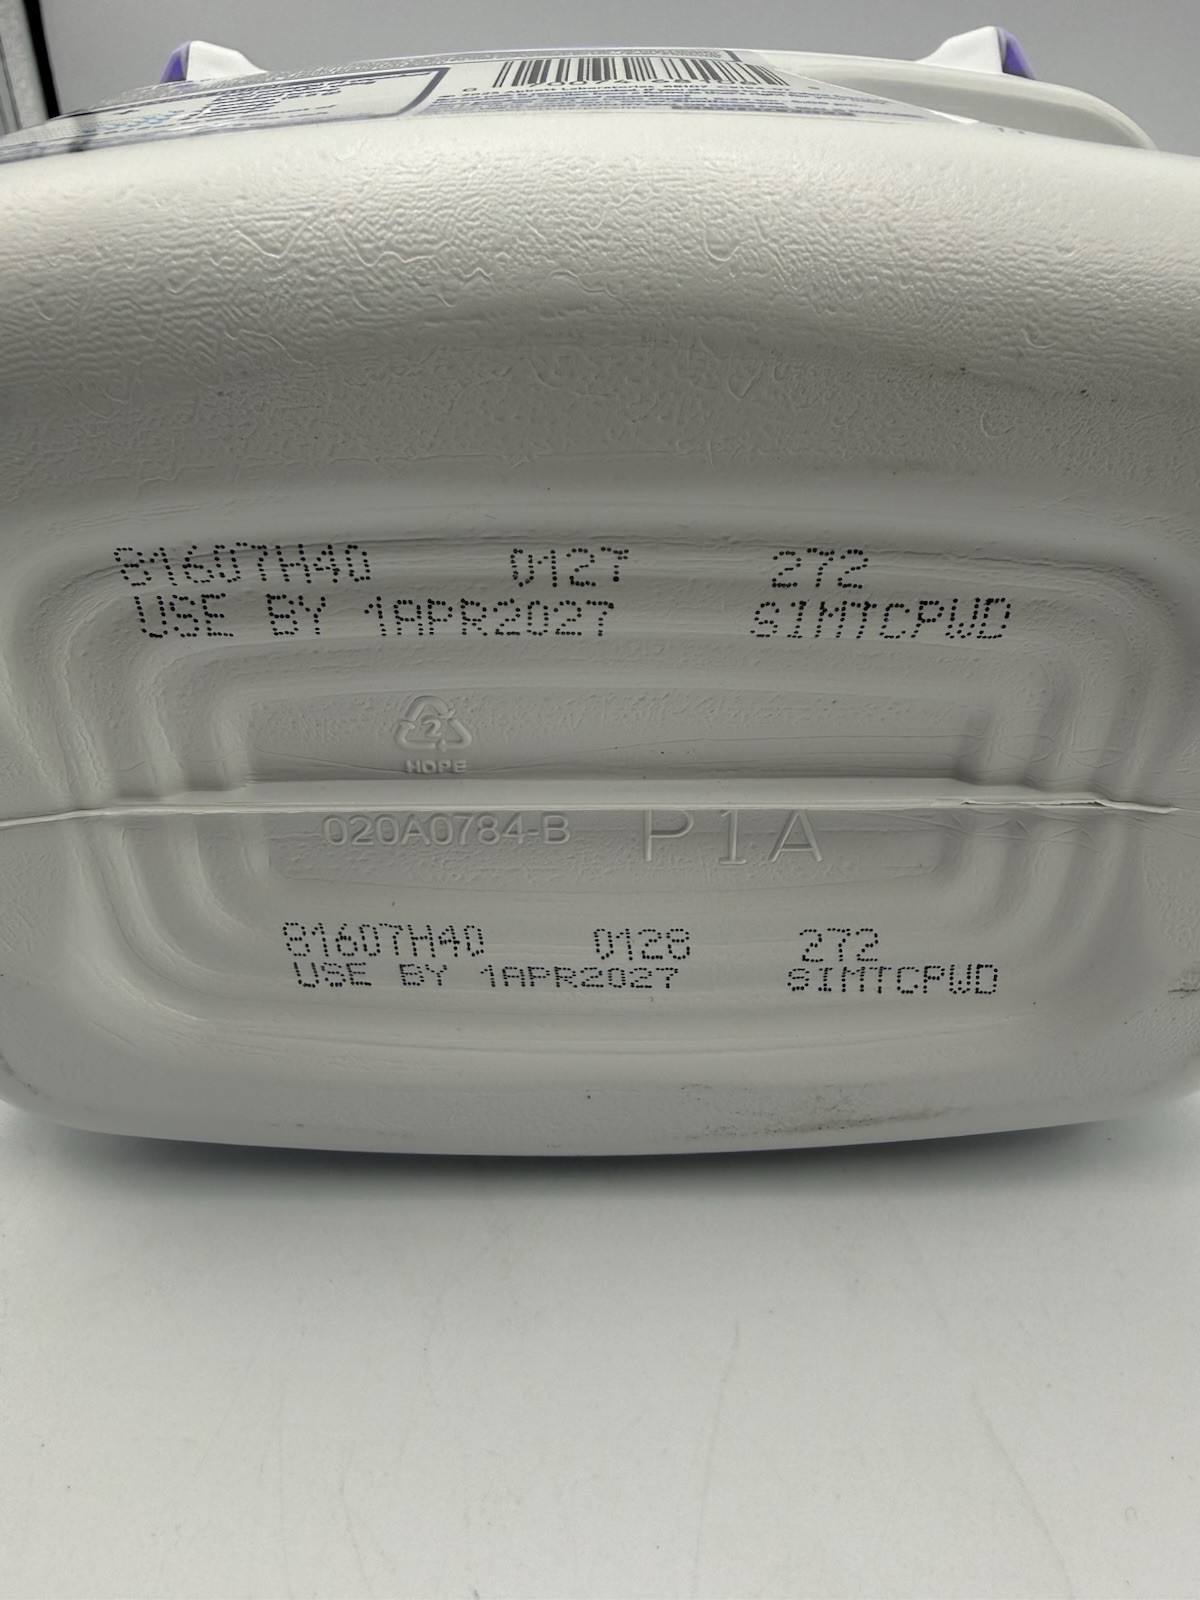 81607H40 0127 272
USE BY 1APR2027 SIMTCPWD
2
HDPE
020A0784-B P1A
81607H40 0128 272
USE BY 1APR2027 SIMTCPWD